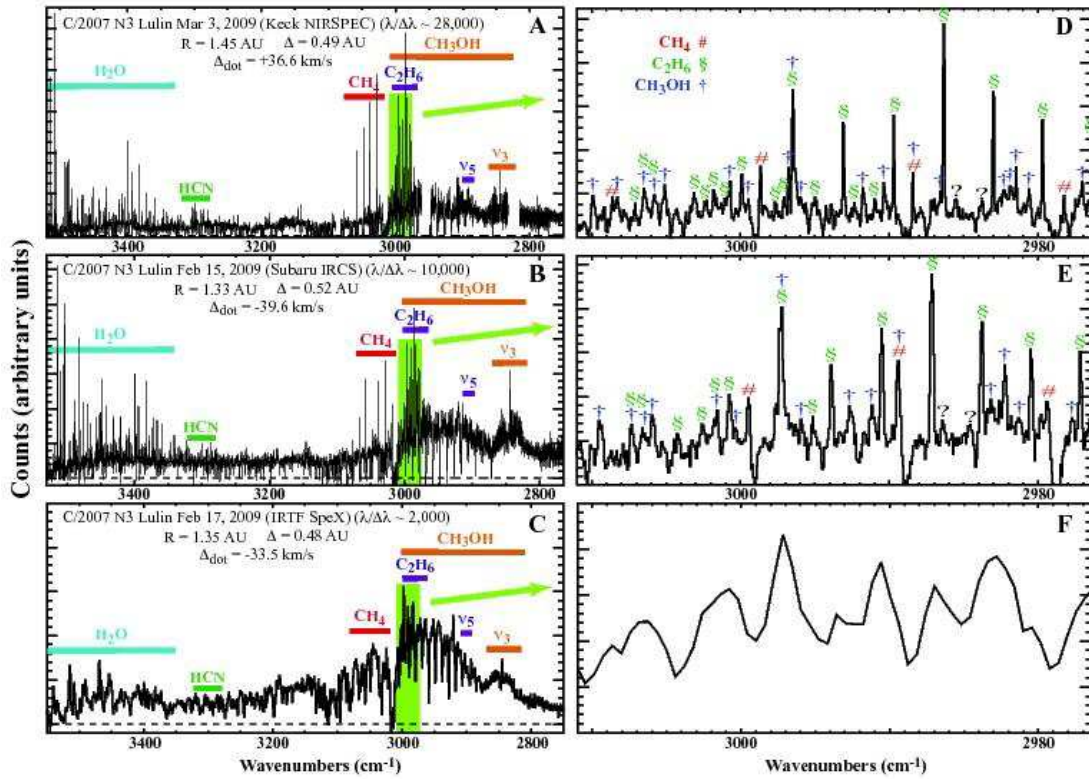 C/2007 N3 Lulin Mar 3, 2009 (Keck NIRSPEC) (λ/Δλ ~ 28,000)
A
R = 1.45 AU Δ = 0.49 AU
Δdot = +36.6 km/s
CH3OH
H2O
C2H6
CH4
HCN
ν5
ν3
3400
3200
3000
2800
C/2007 N3 Lulin Feb 15, 2009 (Subaru IRCS) (λ/Δλ ~ 10,000)
B
R = 1.33 AU Δ = 0.52 AU
Δdot = -39.6 km/s
CH3OH
H2O
C2H6
CH4
HCN
ν5
ν3
3400
3200
3000
2800
C/2007 N3 Lulin Feb 17, 2009 (IRTF SpeX) (λ/Δλ ~ 2,000)
C
R = 1.35 AU Δ = 0.48 AU
Δdot = -33.5 km/s
CH3OH
H2O
C2H6
CH4
HCN
ν5
ν3
3400
3200
3000
2800
Wavenumbers (cm-1)
Counts (arbitrary units)
D
CH4 #
C2H6 §
CH3OH †
? ?
3000
2980
E
? ?
3000
2980
F
3000
2980
Wavenumbers (cm-1)